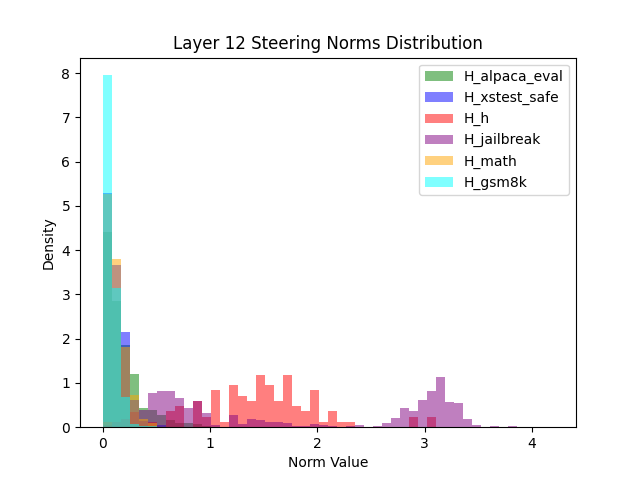 Layer 12 Steering Norms Distribution
H_alpaca_eval
H_xstest_safe
H_h
H_jailbreak
H_math
H_gsm8k
8
7
6
5
4
3
2
1
0
Density
0
1
2
3
4
Norm Value